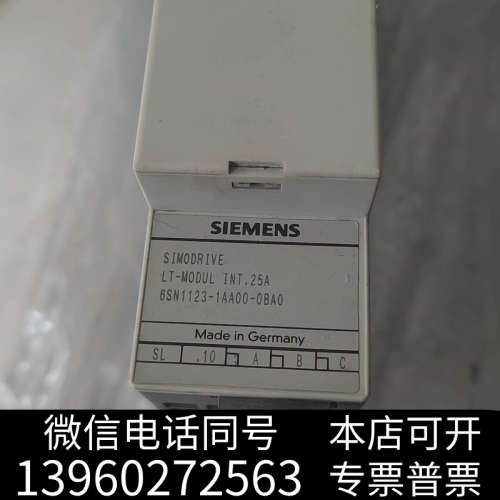 SIEMENS
SIMODRIVE
LT-MODUL INT.25A
6SN1123-1AA00-0BA0
Made in Germany
SL .10 A B C
微信电话同号 本店可开
13960272563 专票普票